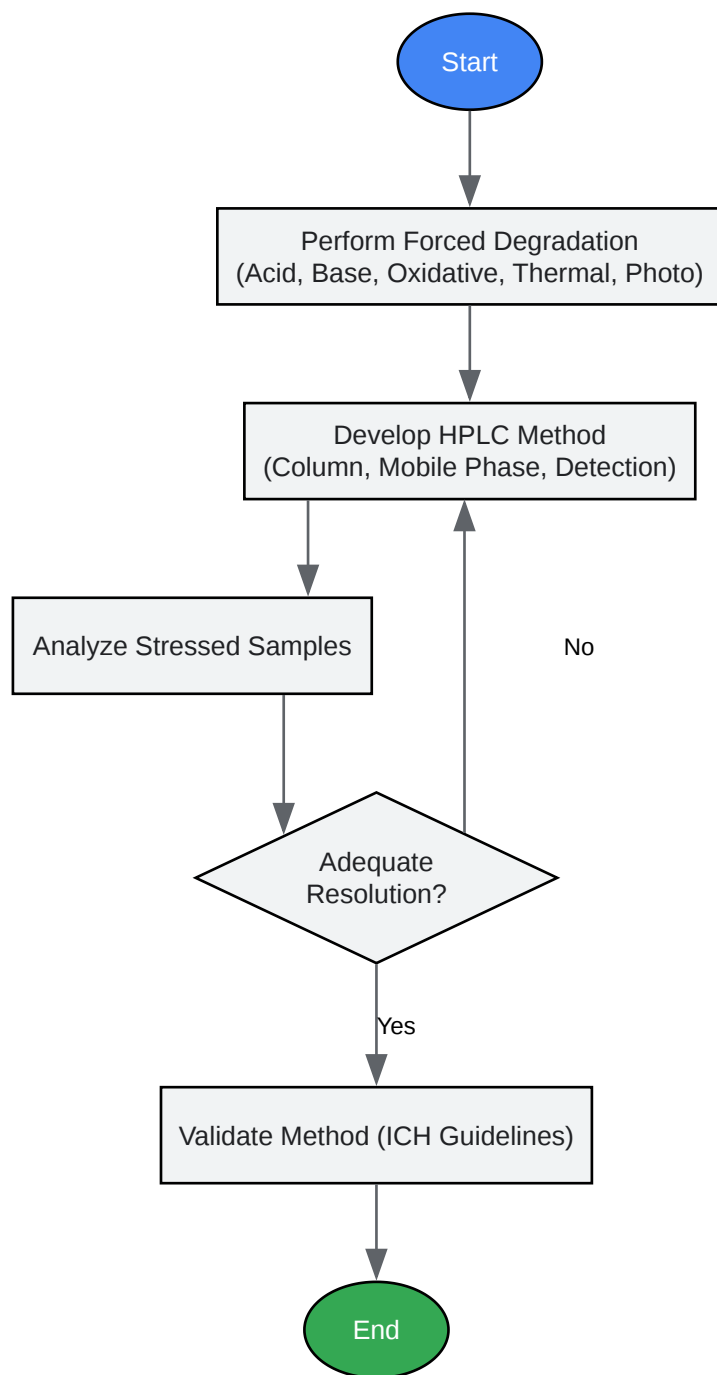 Start
Perform Forced Degradation
(Acid, Base, Oxidative, Thermal, Photo)
Develop HPLC Method
(Column, Mobile Phase, Detection)
Analyze Stressed Samples
No
Adequate
Resolution?
Yes
Validate Method (ICH Guidelines)
End